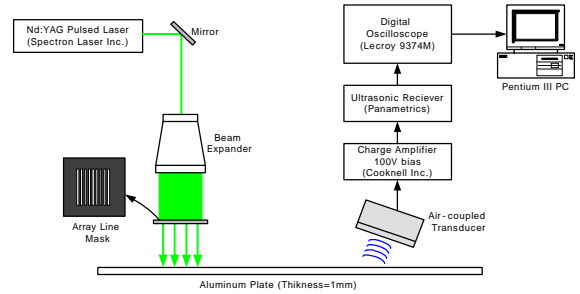 Nd:YAG Pulsed Laser
(Spectron Laser Inc.)
Mirror
Beam
Expander
Array Line
Mask
Digital
Oscilloscope
(Lecroy 9374M)
Pentium III PC
Ultrasonic Reciever
(Panametrics)
Charge Amplifier
100V bias
(Cooknell Inc.)
Air-coupled
Transducer
Aluminum Plate (Thikness=1mm)